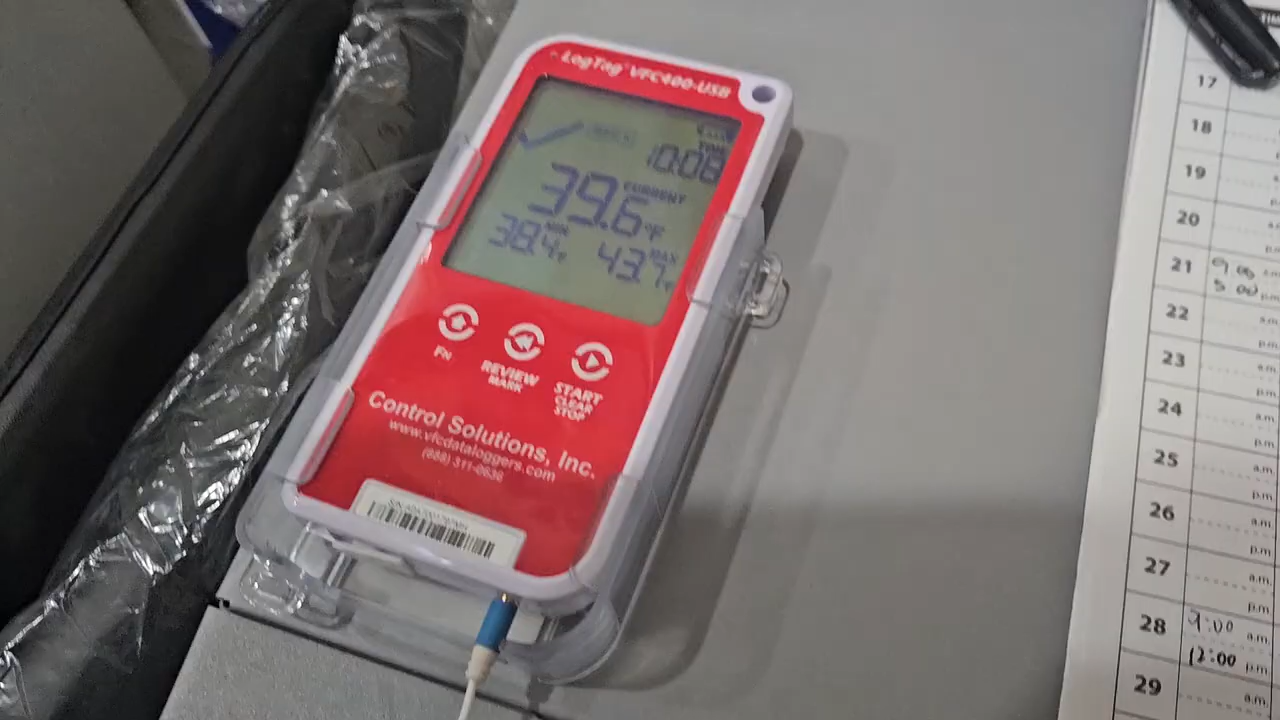 LogTag® VFC400-USB
TIME
10:08
CURRENT
39.6 °F
MIN
38.4 °F
MAX
43.7 °F
Fn
REVIEW
MARK
START
CLEAR
STOP
Control Solutions, Inc.
www.vfcdataloggers.com
(888) 311-0636
17
18
a.m.
19
20
21 a.m.
5 00 p.m.
22 a.m.
p.m.
23 a.m.
p.m.
24 a.m.
p.m.
25 a.m.
p.m.
26 a.m.
p.m.
27 a.m.
p.m.
28 9:00 a.m.
12:00 p.m.
29 a.m.
p.m.